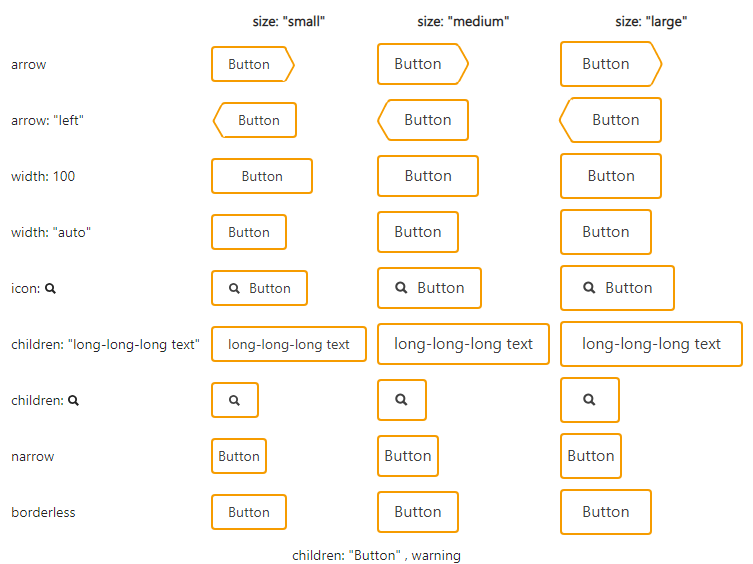 size: "small" size: "medium" size: "large"
arrow Button Button Button
arrow: "left" Button Button Button
width: 100 Button Button Button
width: "auto" Button Button Button
icon: Button Button Button
children: "long-long-long text" long-long-long text long-long-long text long-long-long text
children:
narrow Button Button Button
borderless Button Button Button
children: "Button" , warning